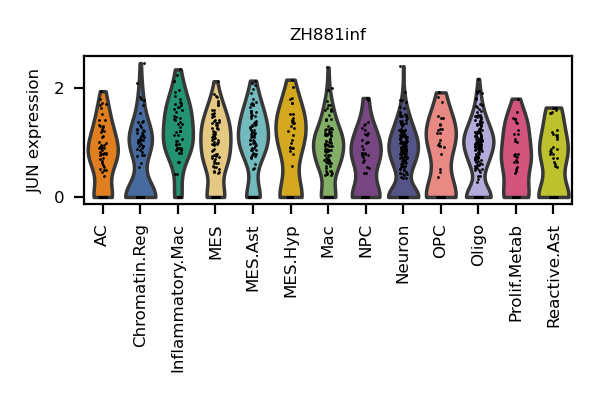 ZH881inf
JUN expression
2
0
AC
Chromatin.Reg
Inflammatory.Mac
MES
MES.Ast
MES.Hyp
Mac
NPC
Neuron
OPC
Oligo
Prolif.Metab
Reactive.Ast